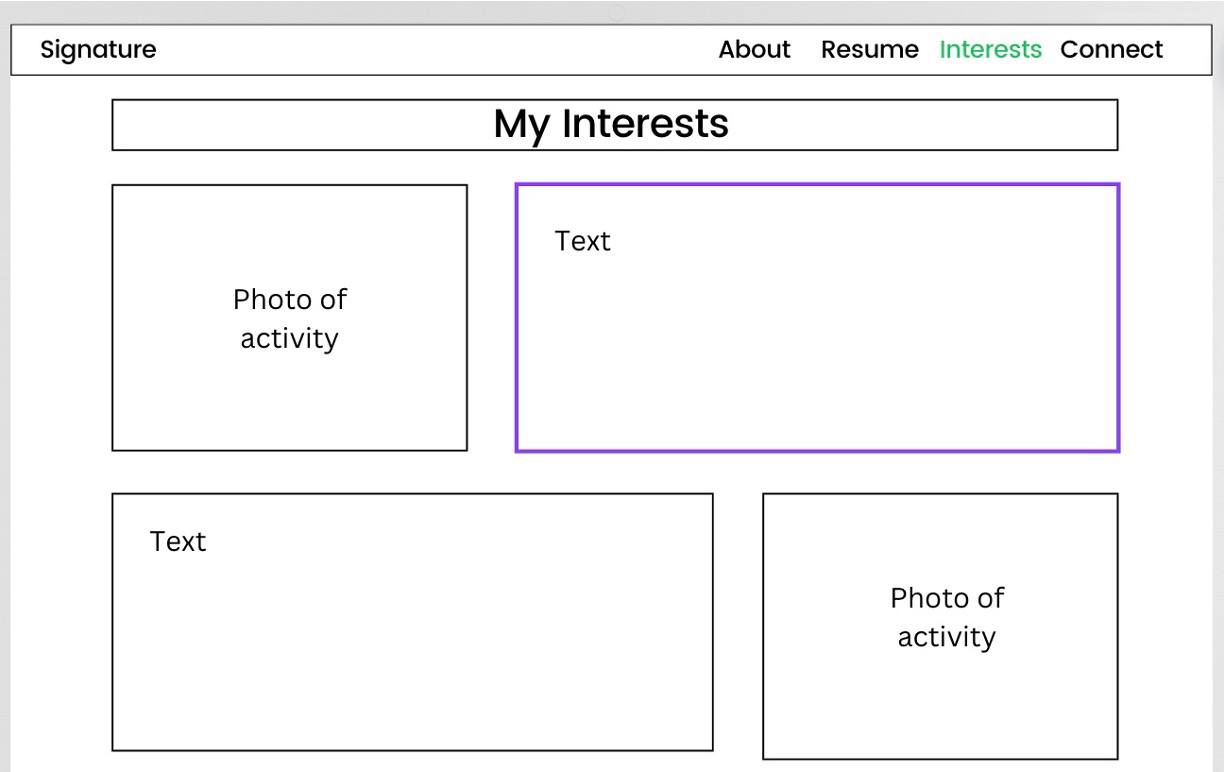 Signature About Resume Interests Connect
My Interests
Photo of
activity
Text
Text
Photo of
activity